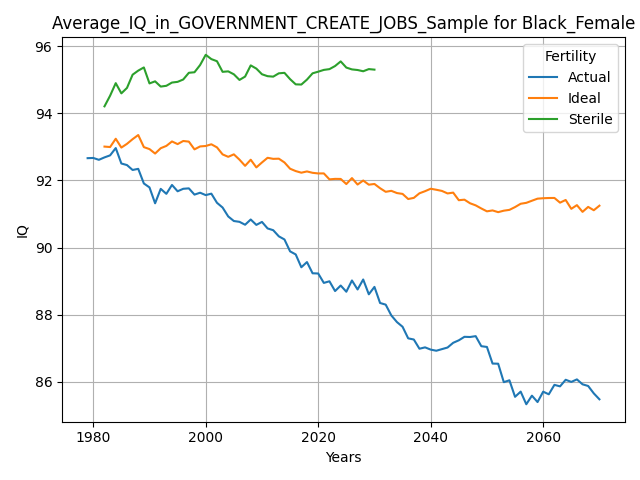 Average_IQ_in_GOVERNMENT_CREATE_JOBS_Sample for Black_Female
Fertility
Actual
Ideal
Sterile
96
94
92
90
88
86
IQ
1980
2000
2020
2040
2060
Years